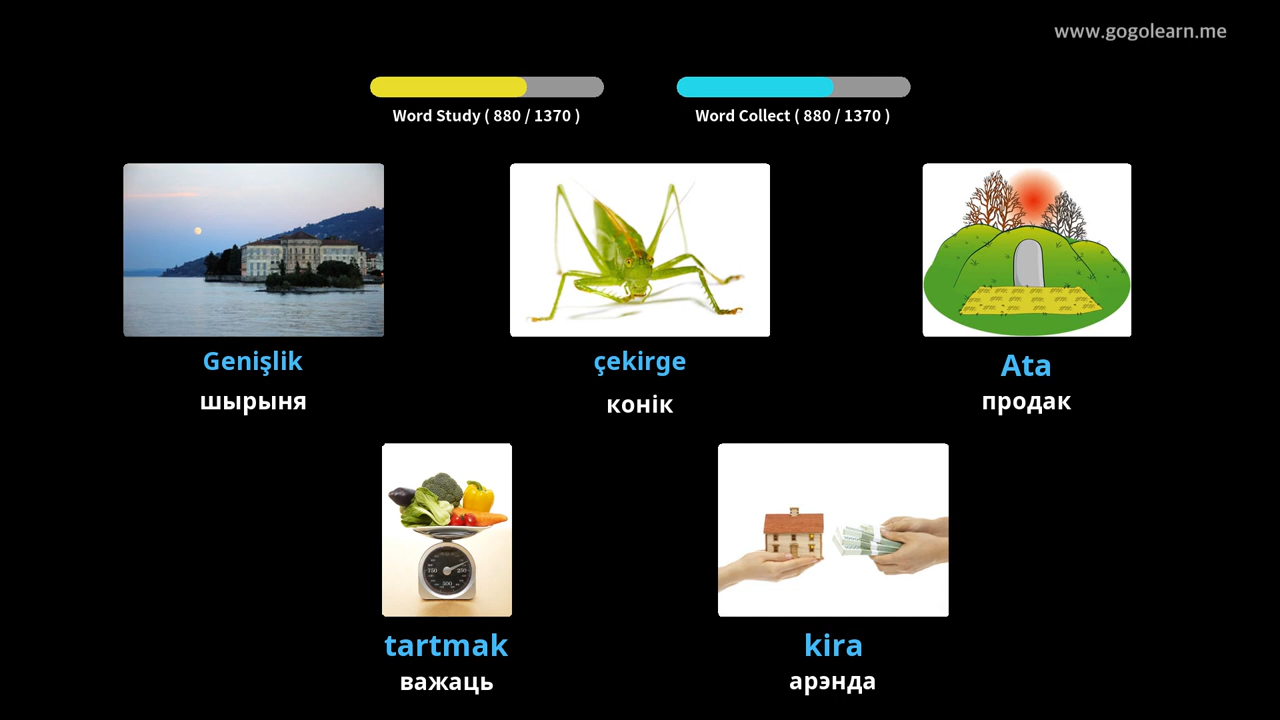 www.gogolearn.me
Word Study ( 880 / 1370 )
Word Collect ( 880 / 1370 )
Genişlik
шырыня
çekirge
конік
Ata
продак
tartmak
важаць
kira
арэнда